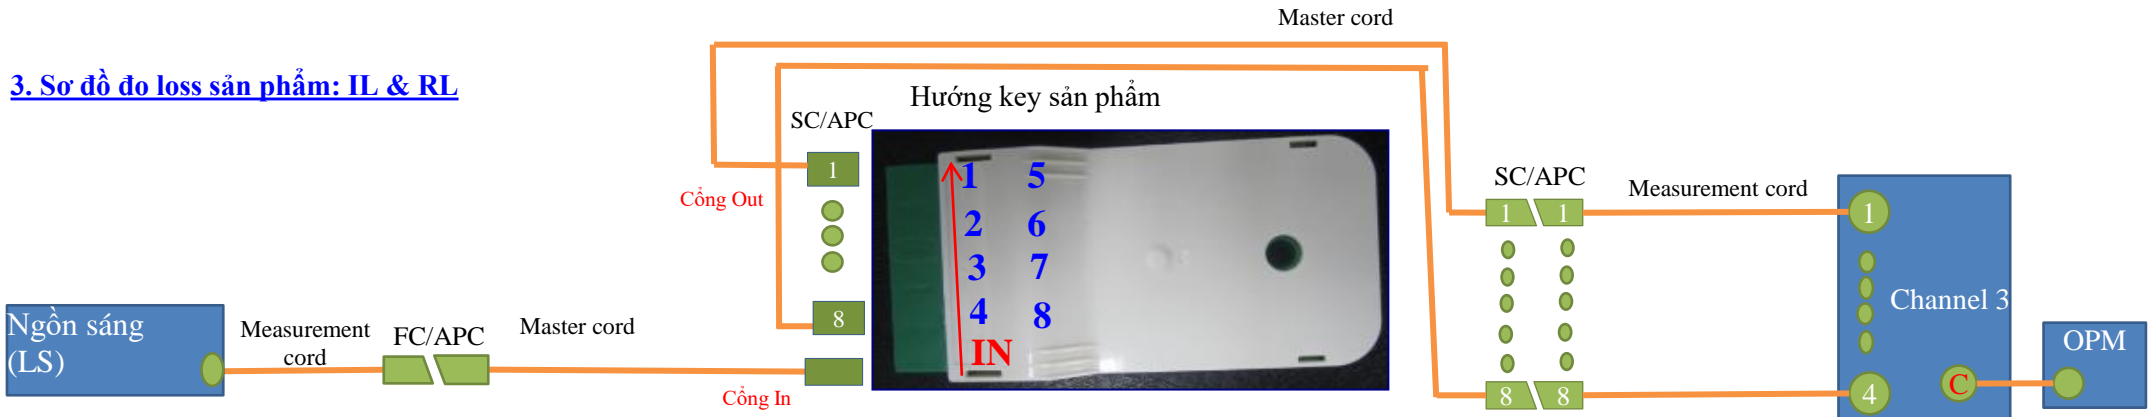 Master cord
3. Sơ đồ đo loss sản phẩm: IL & RL
Hướng key sản phẩm
SC/APC
1
Cổng Out
8
Cổng In
1 5
2 6
3 7
4 8
IN
Ngồn sáng
(LS)
Measurement
cord
FC/APC
Master cord
SC/APC
1 1
8 8
Measurement cord
1
Channel 3
4
C
OPM